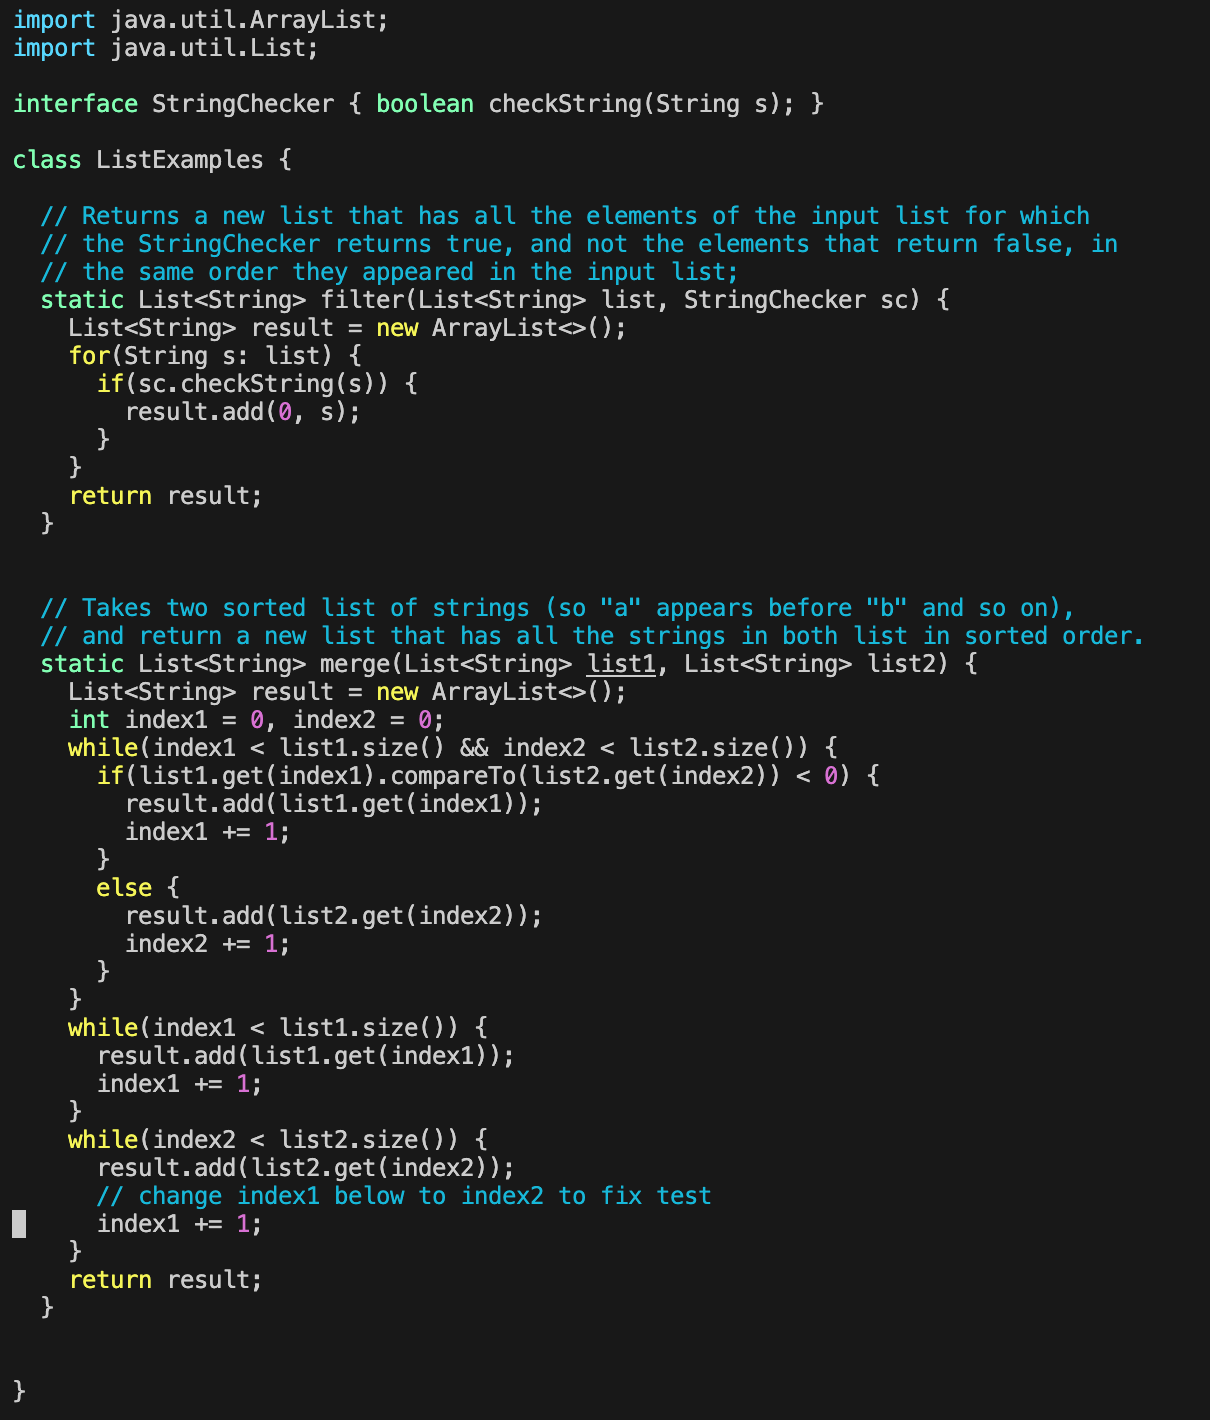 import java.util.ArrayList;
import java.util.List;

interface StringChecker { boolean checkString(String s); }

class ListExamples {

  // Returns a new list that has all the elements of the input list for which
  // the StringChecker returns true, and not the elements that return false, in
  // the same order they appeared in the input list;
  static List<String> filter(List<String> list, StringChecker sc) {
    List<String> result = new ArrayList<>();
    for(String s: list) {
      if(sc.checkString(s)) {
        result.add(0, s);
      }
    }
    return result;
  }


  // Takes two sorted list of strings (so "a" appears before "b" and so on),
  // and return a new list that has all the strings in both list in sorted order.
  static List<String> merge(List<String> list1, List<String> list2) {
    List<String> result = new ArrayList<>();
    int index1 = 0, index2 = 0;
    while(index1 < list1.size() && index2 < list2.size()) {
      if(list1.get(index1).compareTo(list2.get(index2)) < 0) {
        result.add(list1.get(index1));
        index1 += 1;
      }
      else {
        result.add(list2.get(index2));
        index2 += 1;
      }
    }
    while(index1 < list1.size()) {
      result.add(list1.get(index1));
      index1 += 1;
    }
    while(index2 < list2.size()) {
      result.add(list2.get(index2));
      // change index1 below to index2 to fix test
      index1 += 1;
    }
    return result;
  }


}